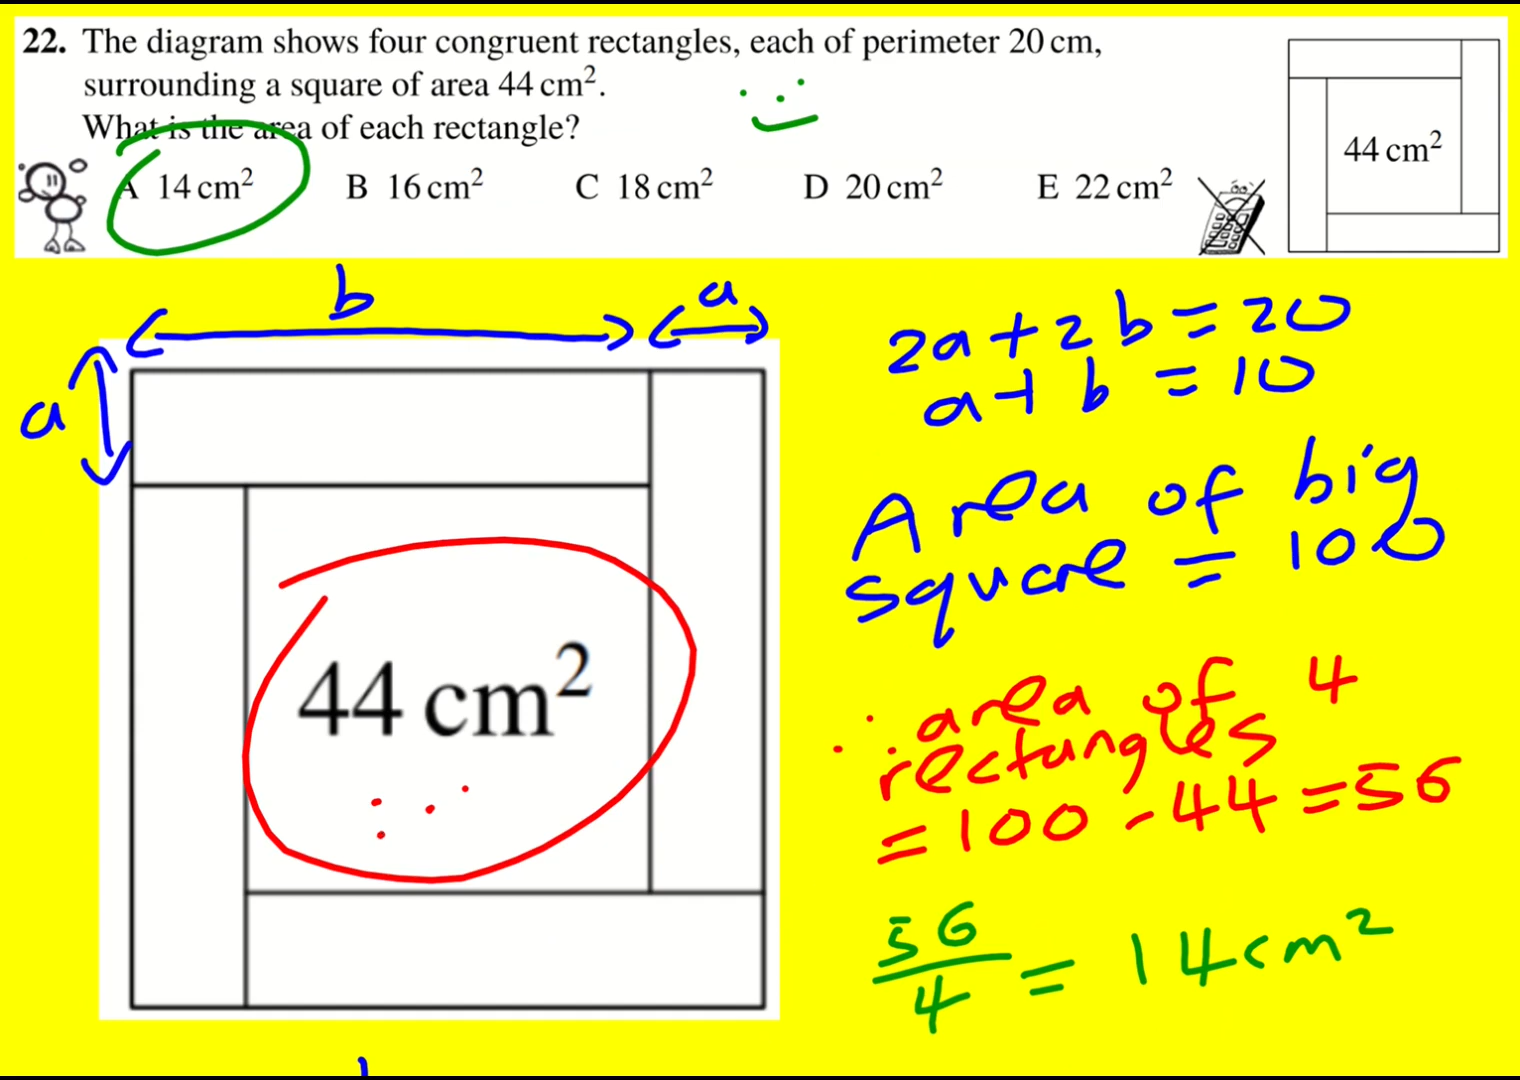 22. The diagram shows four congruent rectangles, each of perimeter 20 cm,
surrounding a square of area 44 cm².
What is the area of each rectangle?
A 14 cm² B 16 cm² C 18 cm² D 20 cm² E 22 cm²
44 cm²
b a
a
44 cm²
2a + 2b = 20
a + b = 10
Area of big
square = 100
∴ area of 4
rectangles
= 100 - 44 = 56
56/4 = 14cm²